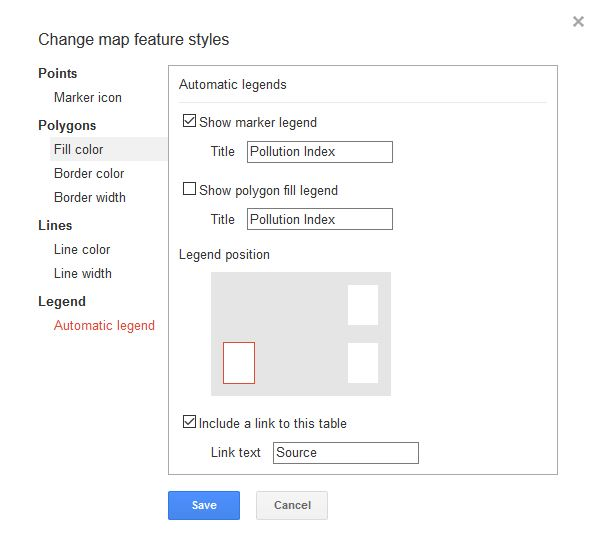 Change map feature styles
Points
Marker icon
Polygons
Fill color
Border color
Border width
Lines
Line color
Line width
Legend
Automatic legend
Automatic legends
Show marker legend
Title Pollution Index
Show polygon fill legend
Title Pollution Index
Legend position
Include a link to this table
Link text Source
Save Cancel